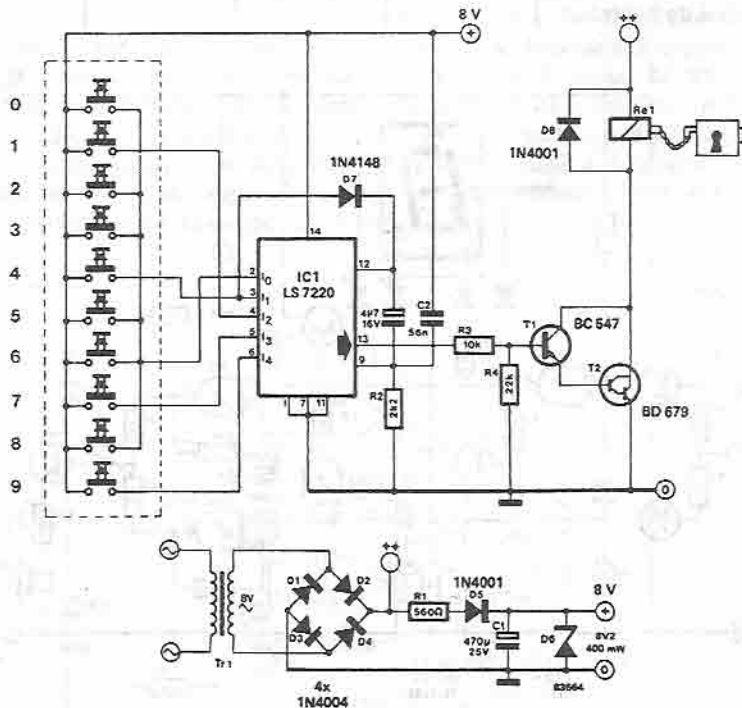 8 V
++
0
1
2
3
4
5
6
7
8
9
Re1
D8
1N4001
1N4148
D7
14
IC1
LS 7220
2 I0
3 I1
4 I2
5 I3
6 I4
12
13
9
1 7 11
4µ7
16V
C2
56n
R2
2k2
R3
10k
R4
22k
T1
BC 547
T2
BD 679
0
++
1N4001
8 V
8V
Tr1
D1
D2
D3
D4
R1
560Ω
D5
C1
470µ
25V
D6
8V2
400 mW
0
83564
4x
1N4004